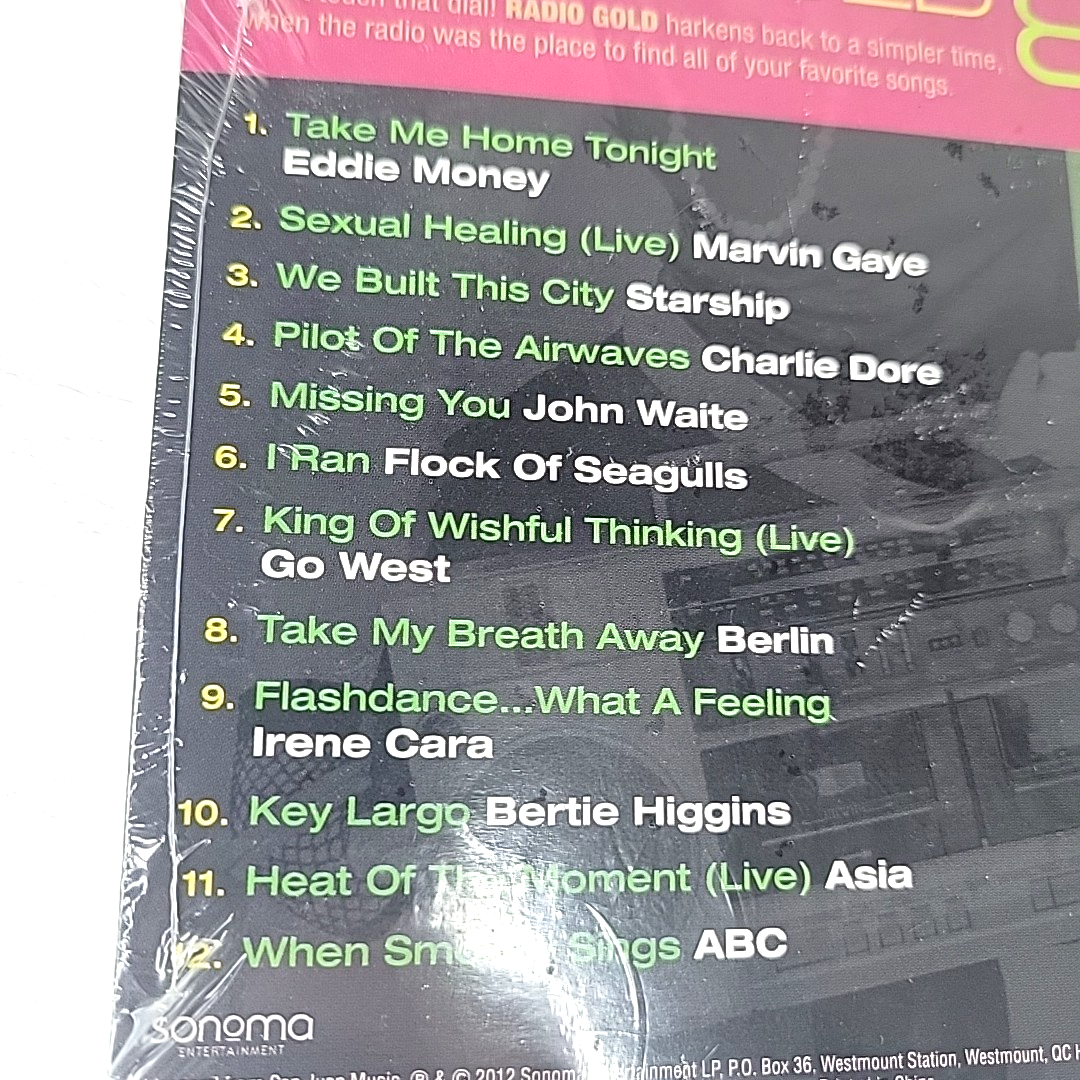 that dial! RADIO GOLD harkens back to a simpler time,
When the radio was the place to find all of your favorite songs.
1. Take Me Home Tonight
Eddie Money
2. Sexual Healing (Live) Marvin Gaye
3. We Built This City Starship
4. Pilot Of The Airwaves Charlie Dore
5. Missing You John Waite
6. I Ran Flock Of Seagulls
7. King Of Wishful Thinking (Live)
Go West
8. Take My Breath Away Berlin
9. Flashdance...What A Feeling
Irene Cara
10. Key Largo Bertie Higgins
11. Heat Of The Moment (Live) Asia
12. When Sings ABC
sonoma
ENTERTAINMENT
Music. ℗ & © 2012 LP, P.O. Box 36, Westmount Station, Westmount, QC